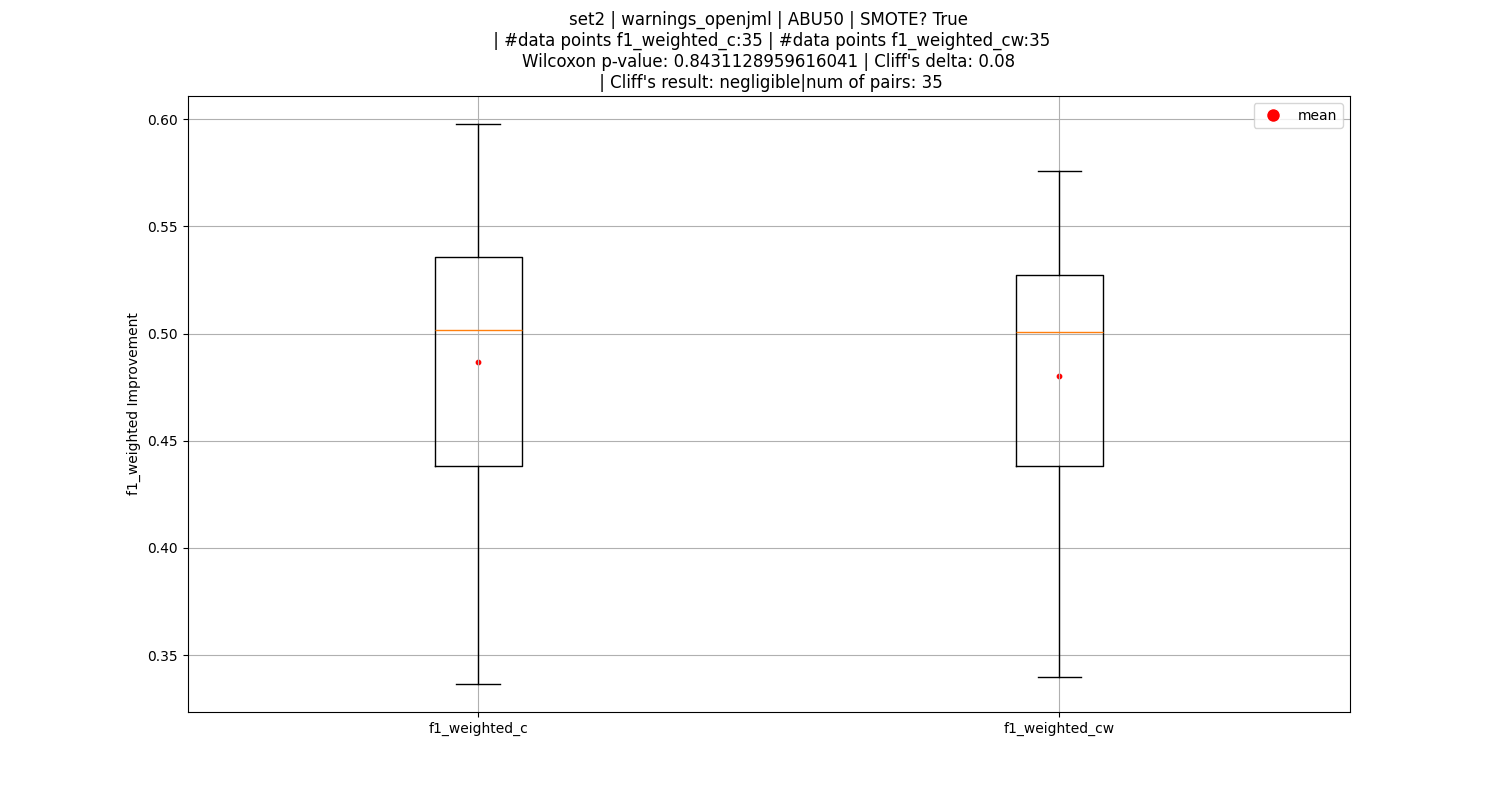 set2 | warnings_openjml | ABU50 | SMOTE? True
| #data points f1_weighted_c:35 | #data points f1_weighted_cw:35
Wilcoxon p-value: 0.8431128959616041 | Cliff's delta: 0.08
| Cliff's result: negligible|num of pairs: 35
mean
f1_weighted Improvement
0.60
0.55
0.50
0.45
0.40
0.35
f1_weighted_c
f1_weighted_cw